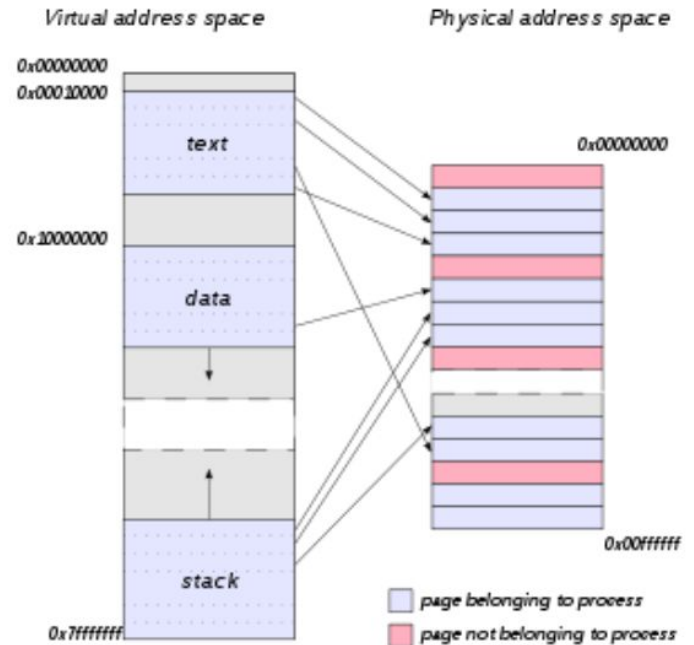 Virtual address space
Physical address space
0x00000000
0x00010000
text
0x00000000
0x10000000
data
stack
0x00ffffff
page belonging to process
0x7fffffff
page not belonging to process